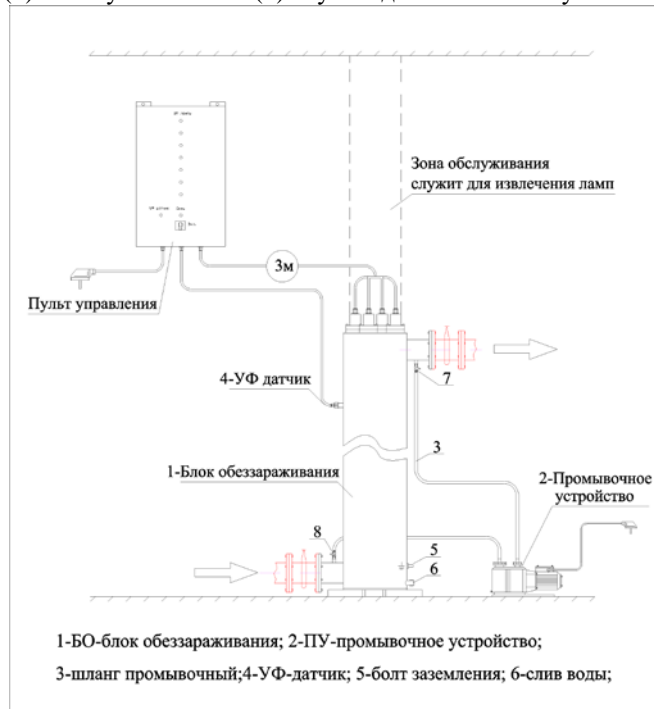 Зона обслуживания
служит для извлечения ламп
3м
Пульт управления
4-УФ датчик
7
3
1-Блок обеззараживания
2-Промывочное
устройство
8
5
6
1-БО-блок обеззараживания; 2-ПУ-промывочное устройство;
3-шланг промывочный;4-УФ-датчик; 5-болт заземления; 6-слив воды;